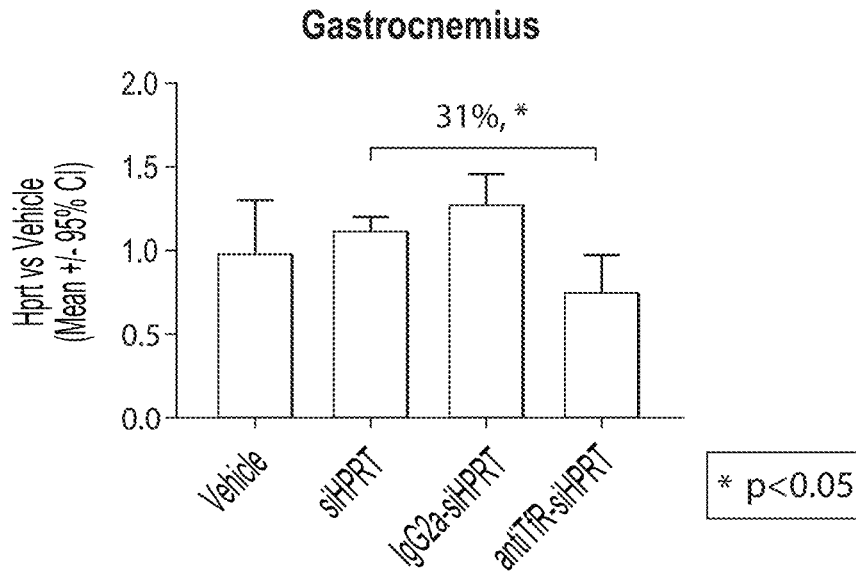 Gastrocnemius
Hprt vs Vehicle
(Mean +/- 95% CI)
2.0
1.5
1.0
0.5
0.0
31%, *
Vehicle
siHPRT
IgG2a-siHPRT
antiTfR-siHPRT
* p<0.05